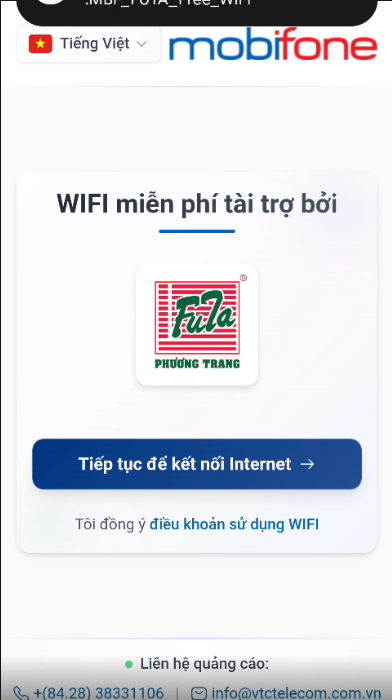 .MBF_FUTA_Free_WIFI
Tiếng Việt
mobifone
WIFI miễn phí tài trợ bởi
®
FuTa
PHƯƠNG TRANG
Tiếp tục để kết nối Internet →
Tôi đồng ý điều khoản sử dụng WIFI
Liên hệ quảng cáo:
+(84.28) 38331106 | info@vtctelecom.com.vn